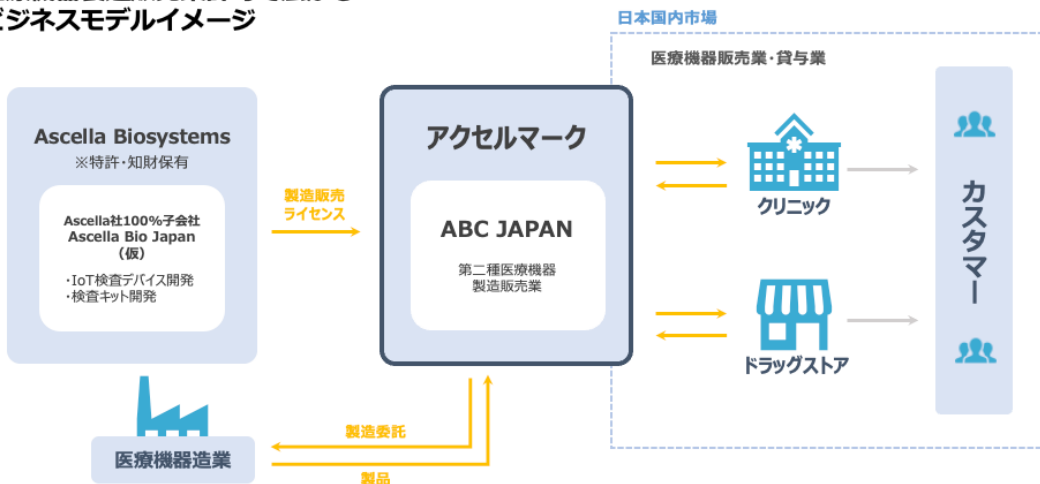 ビジネスモデルイメージ
日本国内市場
医療機器販売業・貸与業
Ascella Biosystems
※特許・知財保有
Ascella社100%子会社
Ascella Bio Japan
(仮)
・IoT検査デバイス開発
・検査キット開発
製造販売
ライセンス
アクセルマーク
ABC JAPAN
第二種医療機器
製造販売業
クリニック
ドラッグストア
カスタマー
製造委託
医療機器造業
製品